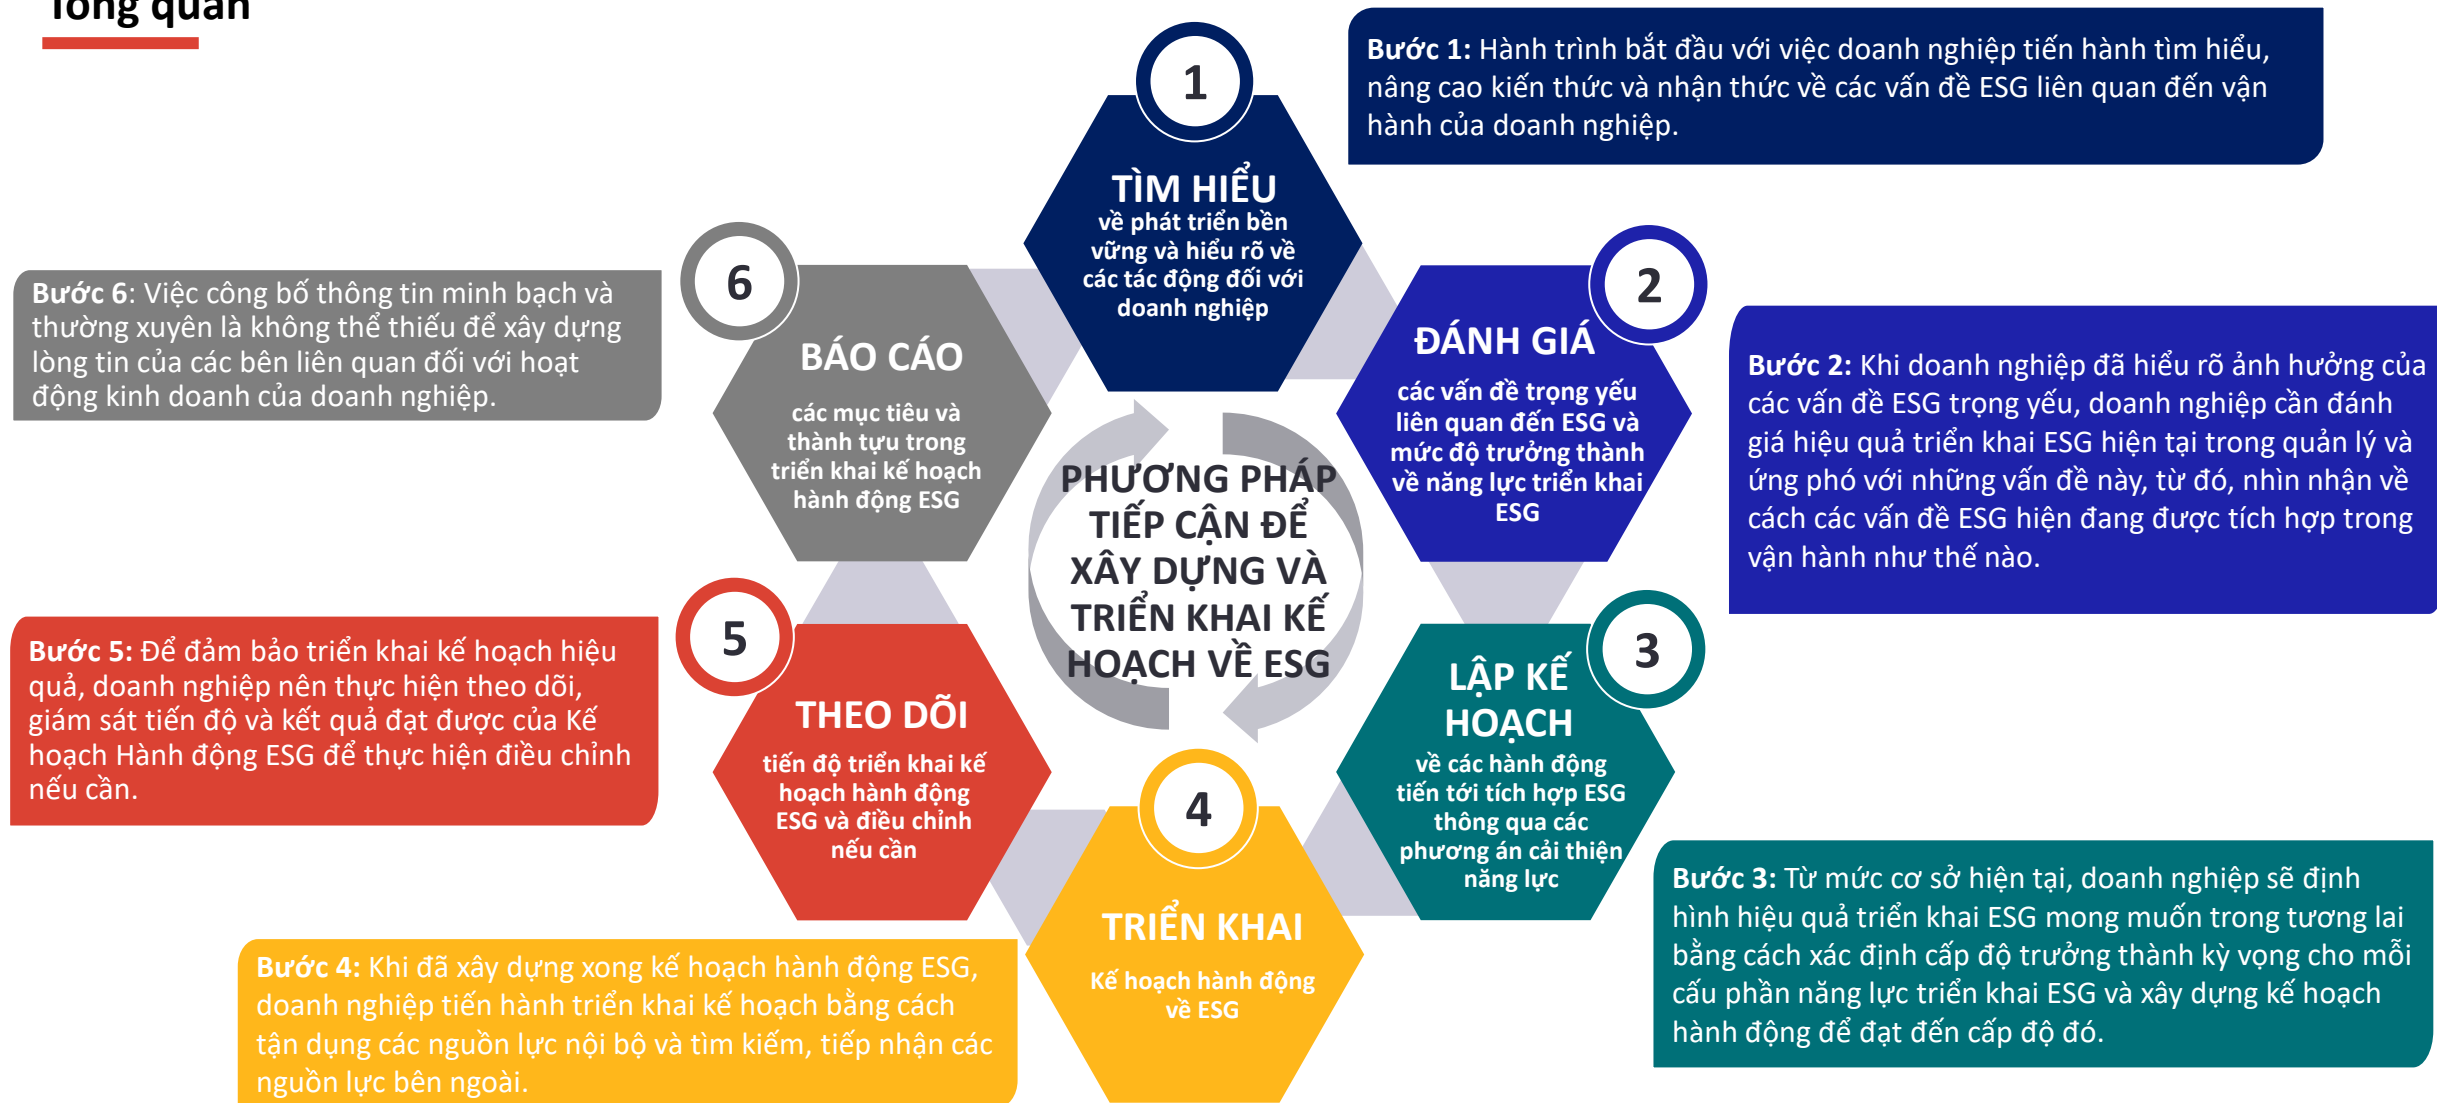 Tổng quan
1
Bước 1: Hành trình bắt đầu với việc doanh nghiệp tiến hành tìm hiểu,
nâng cao kiến thức và nhận thức về các vấn đề ESG liên quan đến vận
hành của doanh nghiệp.
TÌM HIỂU
về phát triển bền
vững và hiểu rõ về
các tác động đối với
doanh nghiệp
2
ĐÁNH GIÁ
các vấn đề trọng yếu
liên quan đến ESG và
mức độ trưởng thành
về năng lực triển khai
ESG
Bước 2: Khi doanh nghiệp đã hiểu rõ ảnh hưởng của
các vấn đề ESG trọng yếu, doanh nghiệp cần đánh
giá hiệu quả triển khai ESG hiện tại trong quản lý và
ứng phó với những vấn đề này, từ đó, nhìn nhận về
cách các vấn đề ESG hiện đang được tích hợp trong
vận hành như thế nào.
3
LẬP KẾ
HOẠCH
về các hành động
tiến tới tích hợp ESG
thông qua các
phương án cải thiện
năng lực
Bước 3: Từ mức cơ sở hiện tại, doanh nghiệp sẽ định
hình hiệu quả triển khai ESG mong muốn trong tương lai
bằng cách xác định cấp độ trưởng thành kỳ vọng cho mỗi
cấu phần năng lực triển khai ESG và xây dựng kế hoạch
hành động để đạt đến cấp độ đó.
4
TRIỂN KHAI
Kế hoạch hành động
về ESG
Bước 4: Khi đã xây dựng xong kế hoạch hành động ESG,
doanh nghiệp tiến hành triển khai kế hoạch bằng cách
tận dụng các nguồn lực nội bộ và tìm kiếm, tiếp nhận các
nguồn lực bên ngoài.
5
THEO DÕI
tiến độ triển khai kế
hoạch hành động
ESG và điều chỉnh
nếu cần
Bước 5: Để đảm bảo triển khai kế hoạch hiệu
quả, doanh nghiệp nên thực hiện theo dõi,
giám sát tiến độ và kết quả đạt được của Kế
hoạch Hành động ESG để thực hiện điều chỉnh
nếu cần.
6
BÁO CÁO
các mục tiêu và
thành tựu trong
triển khai kế hoạch
hành động ESG
Bước 6: Việc công bố thông tin minh bạch và
thường xuyên là không thể thiếu để xây dựng
lòng tin của các bên liên quan đối với hoạt
động kinh doanh của doanh nghiệp.
PHƯƠNG PHÁP
TIẾP CẬN ĐỂ
XÂY DỰNG VÀ
TRIỂN KHAI KẾ
HOẠCH VỀ ESG